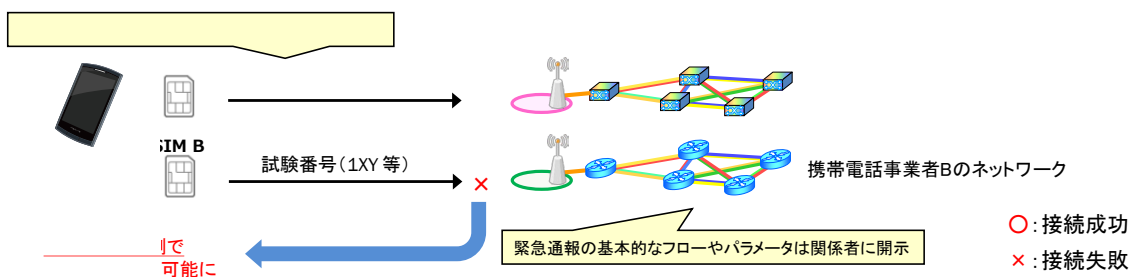 SIM B
試験番号（1XY 等）
×
携帯電話事業者Bのネットワーク
緊急通報の基本的なフローやパラメータは関係者に開示
○：接続成功
×：接続失敗
で
可能に